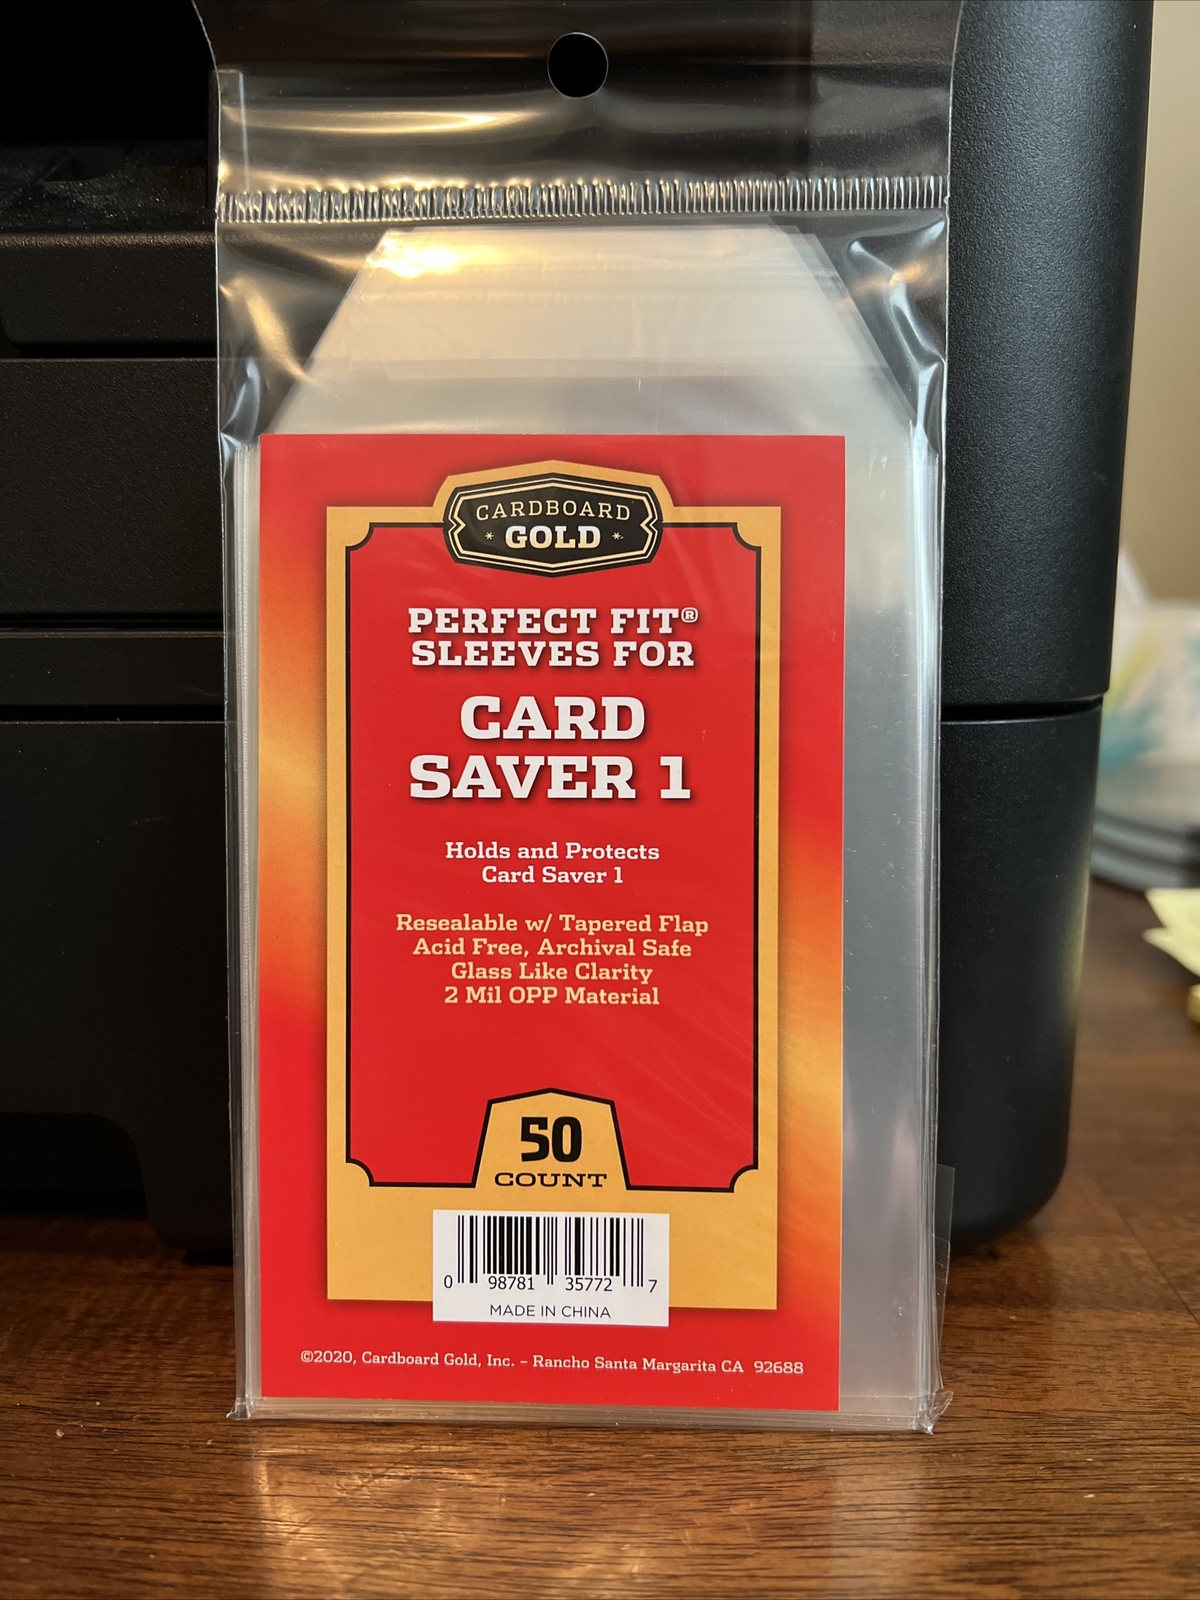 CARDBOARD
* GOLD *
PERFECT FIT®
SLEEVES FOR
CARD
SAVER 1
Holds and Protects
Card Saver 1
Resealable w/ Tapered Flap
Acid Free, Archival Safe
Glass Like Clarity
2 Mil OPP Material
50
COUNT
0 98781 35772 7
MADE IN CHINA
©2020, Cardboard Gold, Inc. – Rancho Santa Margarita CA 92688